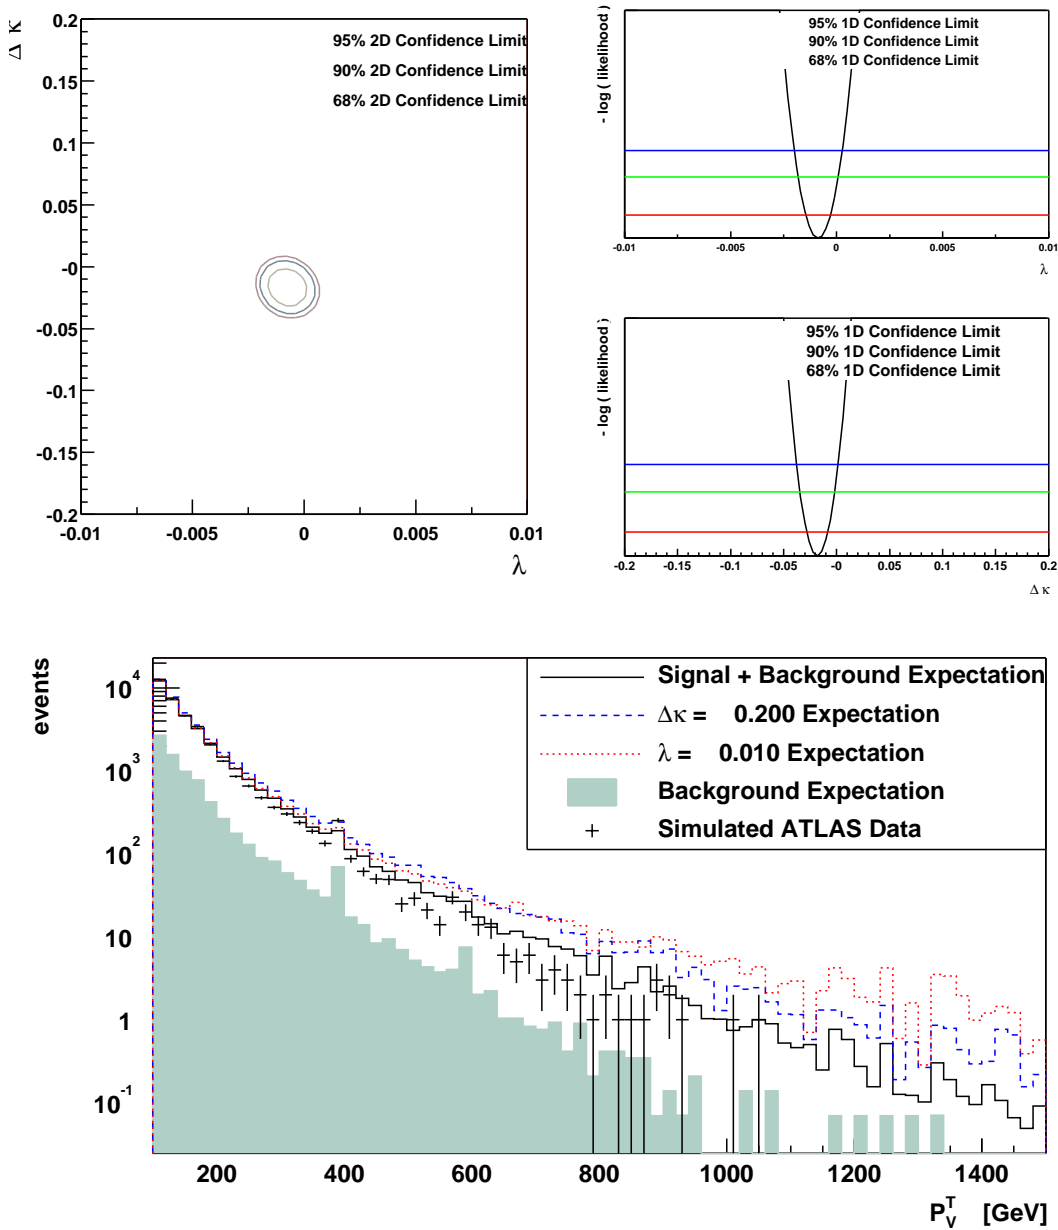 Δ κ
0.2
0.15
0.1
0.05
-0
-0.05
-0.1
-0.15
-0.2
95% 2D Confidence Limit
90% 2D Confidence Limit
68% 2D Confidence Limit
-0.01 -0.005 0 0.005 0.01
λ
- log ( likelihood )
95% 1D Confidence Limit
90% 1D Confidence Limit
68% 1D Confidence Limit
-0.01 -0.005 0 0.005 0.01
λ
- log ( likelihood )
95% 1D Confidence Limit
90% 1D Confidence Limit
68% 1D Confidence Limit
-0.2 -0.15 -0.1 -0.05 -0 0.05 0.1 0.15 0.2
Δ κ
events
10^4
10^3
10^2
10
1
10^-1
Signal + Background Expectation
Δκ = 0.200 Expectation
λ = 0.010 Expectation
Background Expectation
Simulated ATLAS Data
200 400 600 800 1000 1200 1400
P_V^T [GeV]